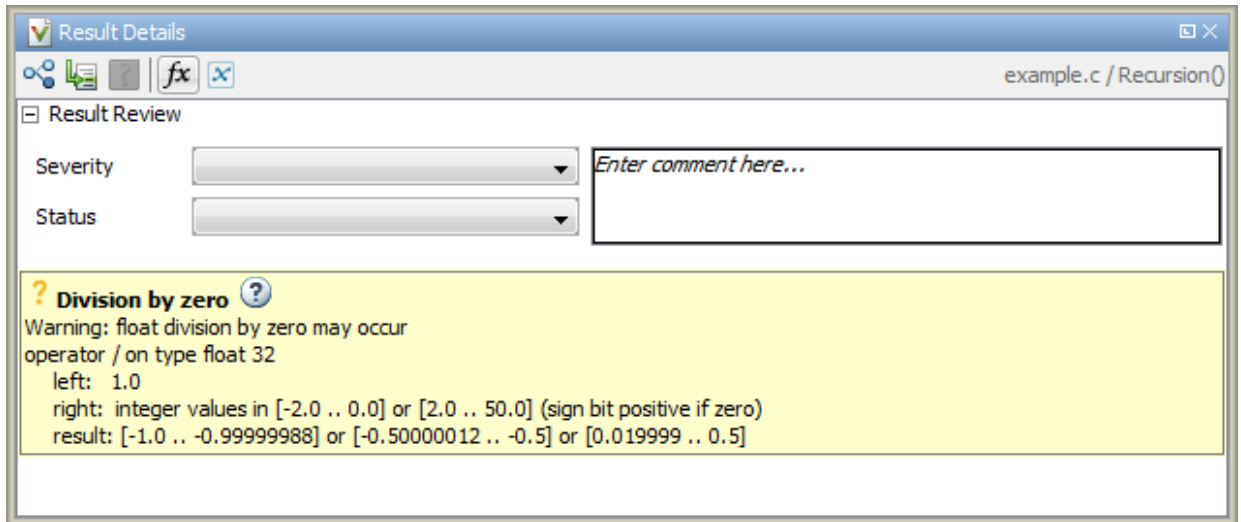 Result Details
fx x example.c / Recursion()
Result Review
Severity
Enter comment here...
Status
? Division by zero ?
Warning: float division by zero may occur
operator / on type float 32
left: 1.0
right: integer values in [-2.0 .. 0.0] or [2.0 .. 50.0] (sign bit positive if zero)
result: [-1.0 .. -0.99999988] or [-0.50000012 .. -0.5] or [0.019999 .. 0.5]